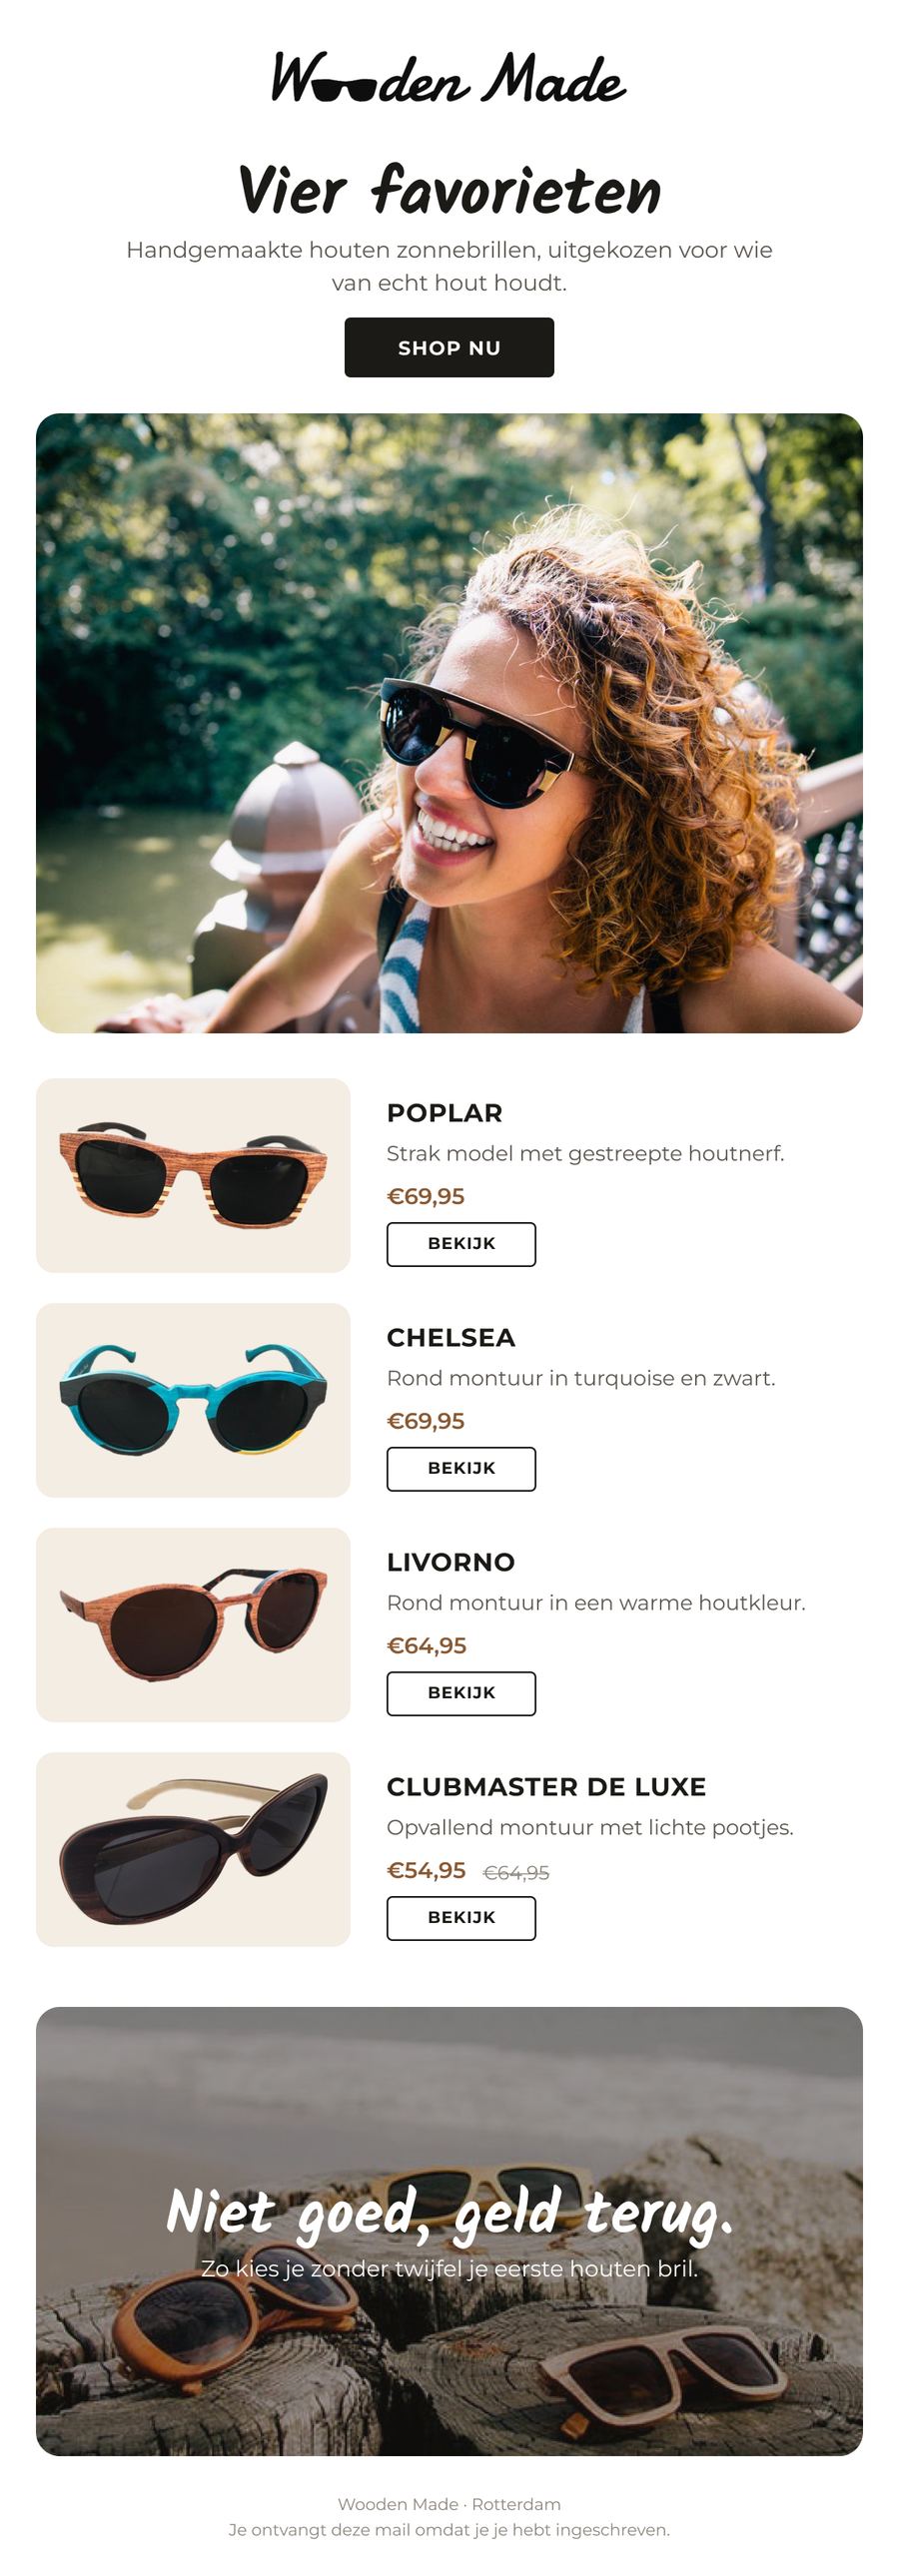 Wooden Made
Vier favorieten
Handgemaakte houten zonnebrillen, uitgekozen voor wie
van echt hout houdt.
SHOP NU
POPLAR
Strak model met gestreepte houtnerf.
€69,95
BEKIJK
CHELSEA
Rond montuur in turquoise en zwart.
€69,95
BEKIJK
LIVORNO
Rond montuur in een warme houtkleur.
€64,95
BEKIJK
CLUBMASTER DE LUXE
Opvallend montuur met lichte pootjes.
€54,95 €64,95
BEKIJK
Niet goed, geld terug.
Zo kies je zonder twijfel je eerste houten bril.
Wooden Made · Rotterdam
Je ontvangt deze mail omdat je je hebt ingeschreven.